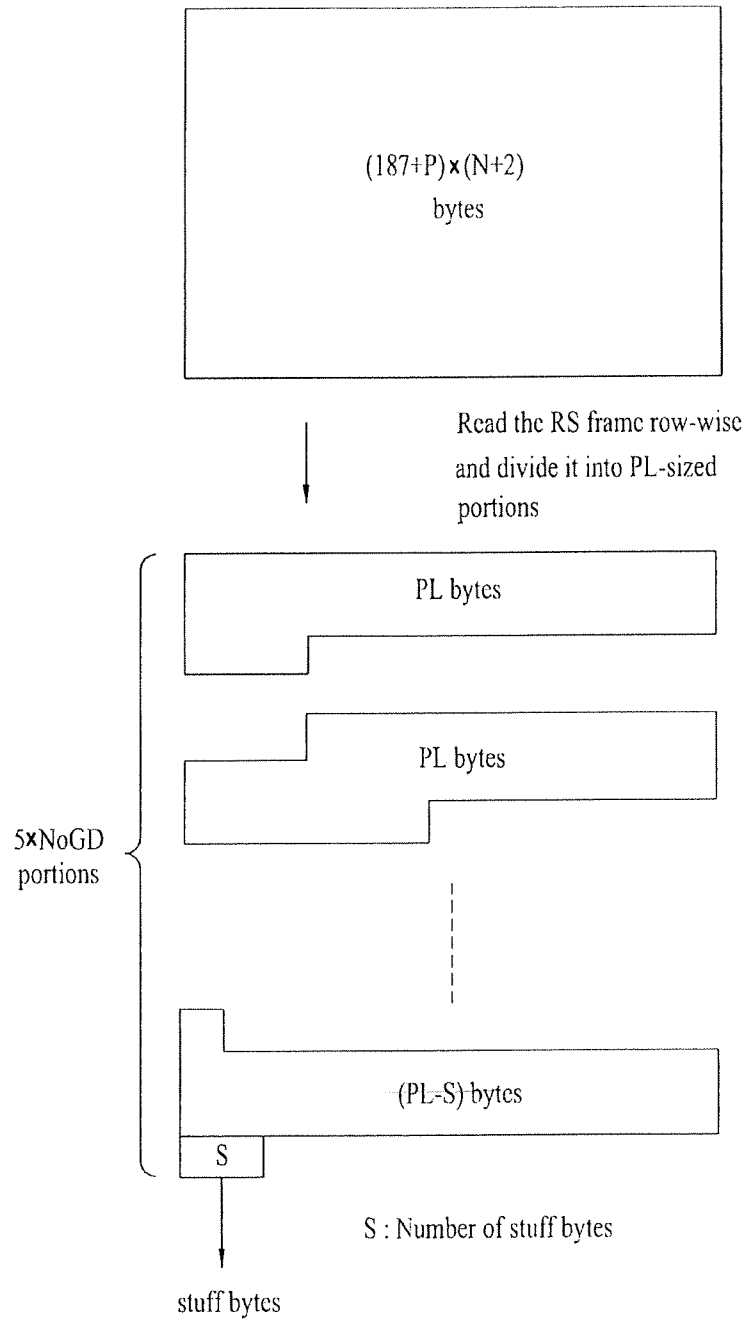 (187+P)×(N+2)
bytes
Read the RS frame row-wise
and divide it into PL-sized
portions
PL bytes
PL bytes
5×NoGD
portions
(PL-S) bytes
S
S : Number of stuff bytes
stuff bytes